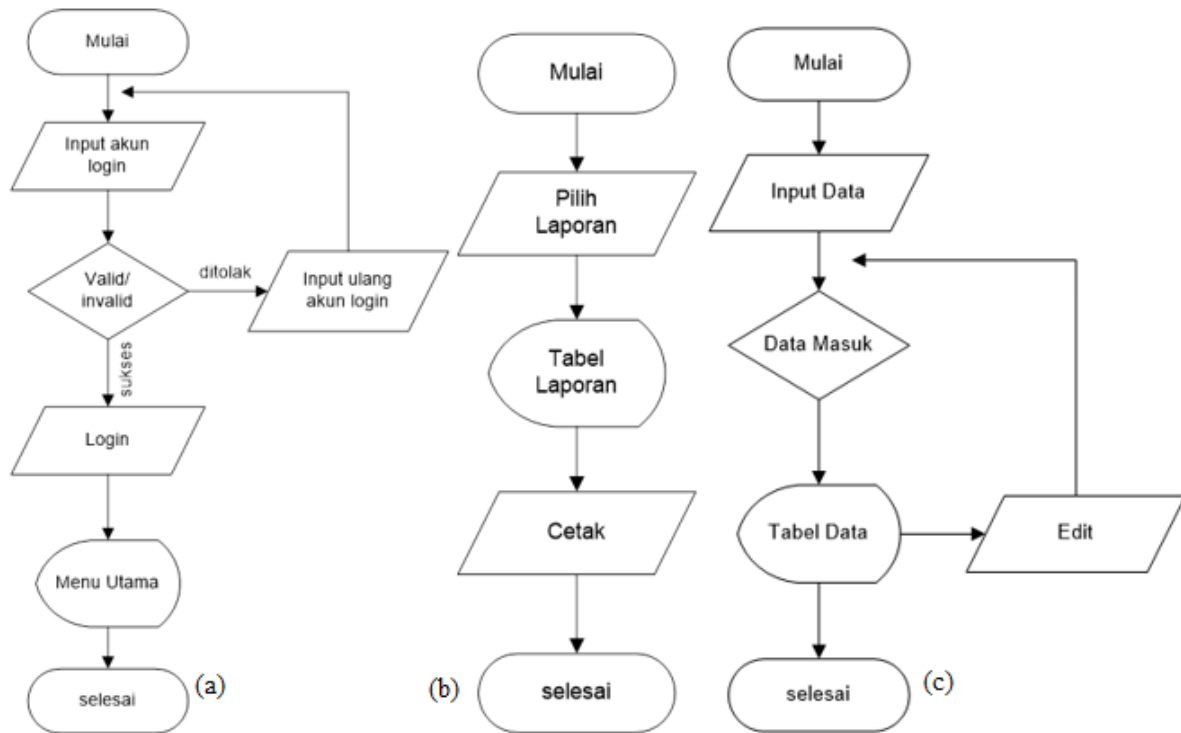 Mulai
Input akun
login
Valid/
invalid
ditolak
Input ulang
akun login
sukses
Login
Menu Utama
selesai
(a)
Mulai
Pilih
Laporan
Tabel
Laporan
Cetak
selesai
(b)
Mulai
Input Data
Data Masuk
Tabel Data
Edit
selesai
(c)